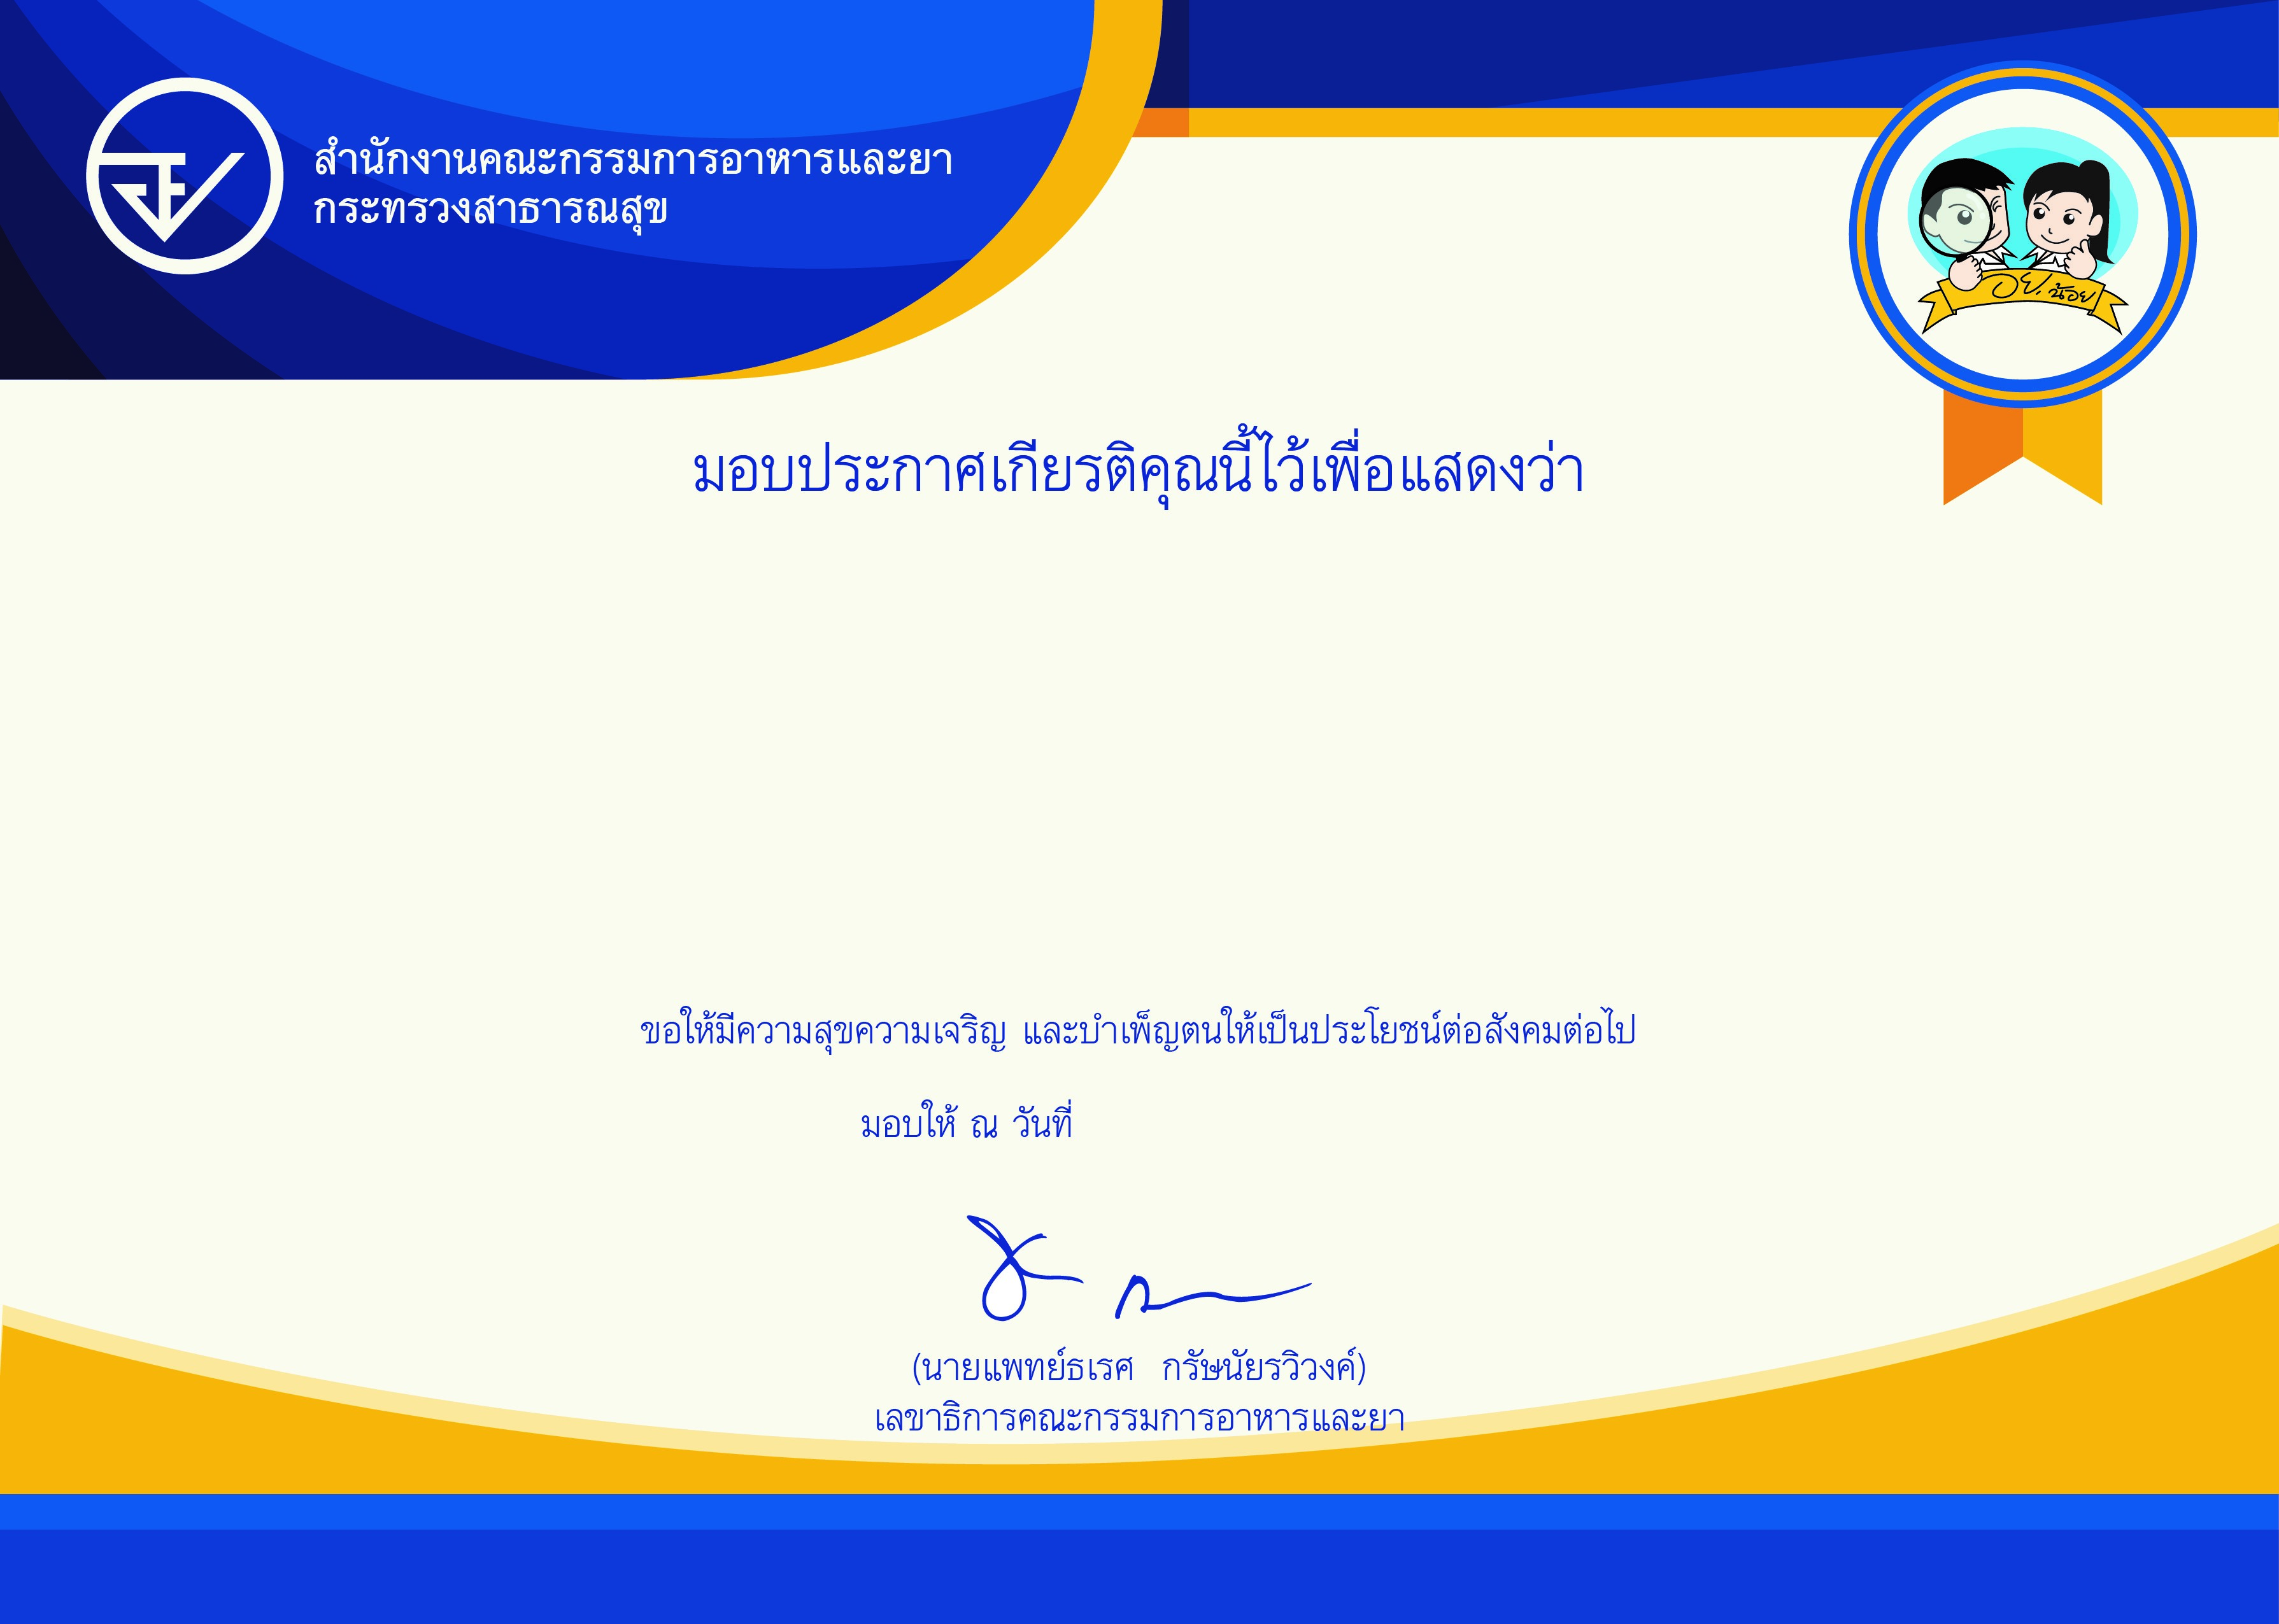 สำนักงานคณะกรรมการอาหารและยา
กระทรวงสาธารณสุข
อย.น้อย
มอบประกาศเกียรติคุณนี้ไว้เพื่อแสดงว่า
ขอให้มีความสุขความเจริญ และบำเพ็ญตนให้เป็นประโยชน์ต่อสังคมต่อไป
มอบให้ ณ วันที่
(นายแพทย์ธเรศ กรัษนัยรวิวงค์)
เลขาธิการคณะกรรมการอาหารและยา